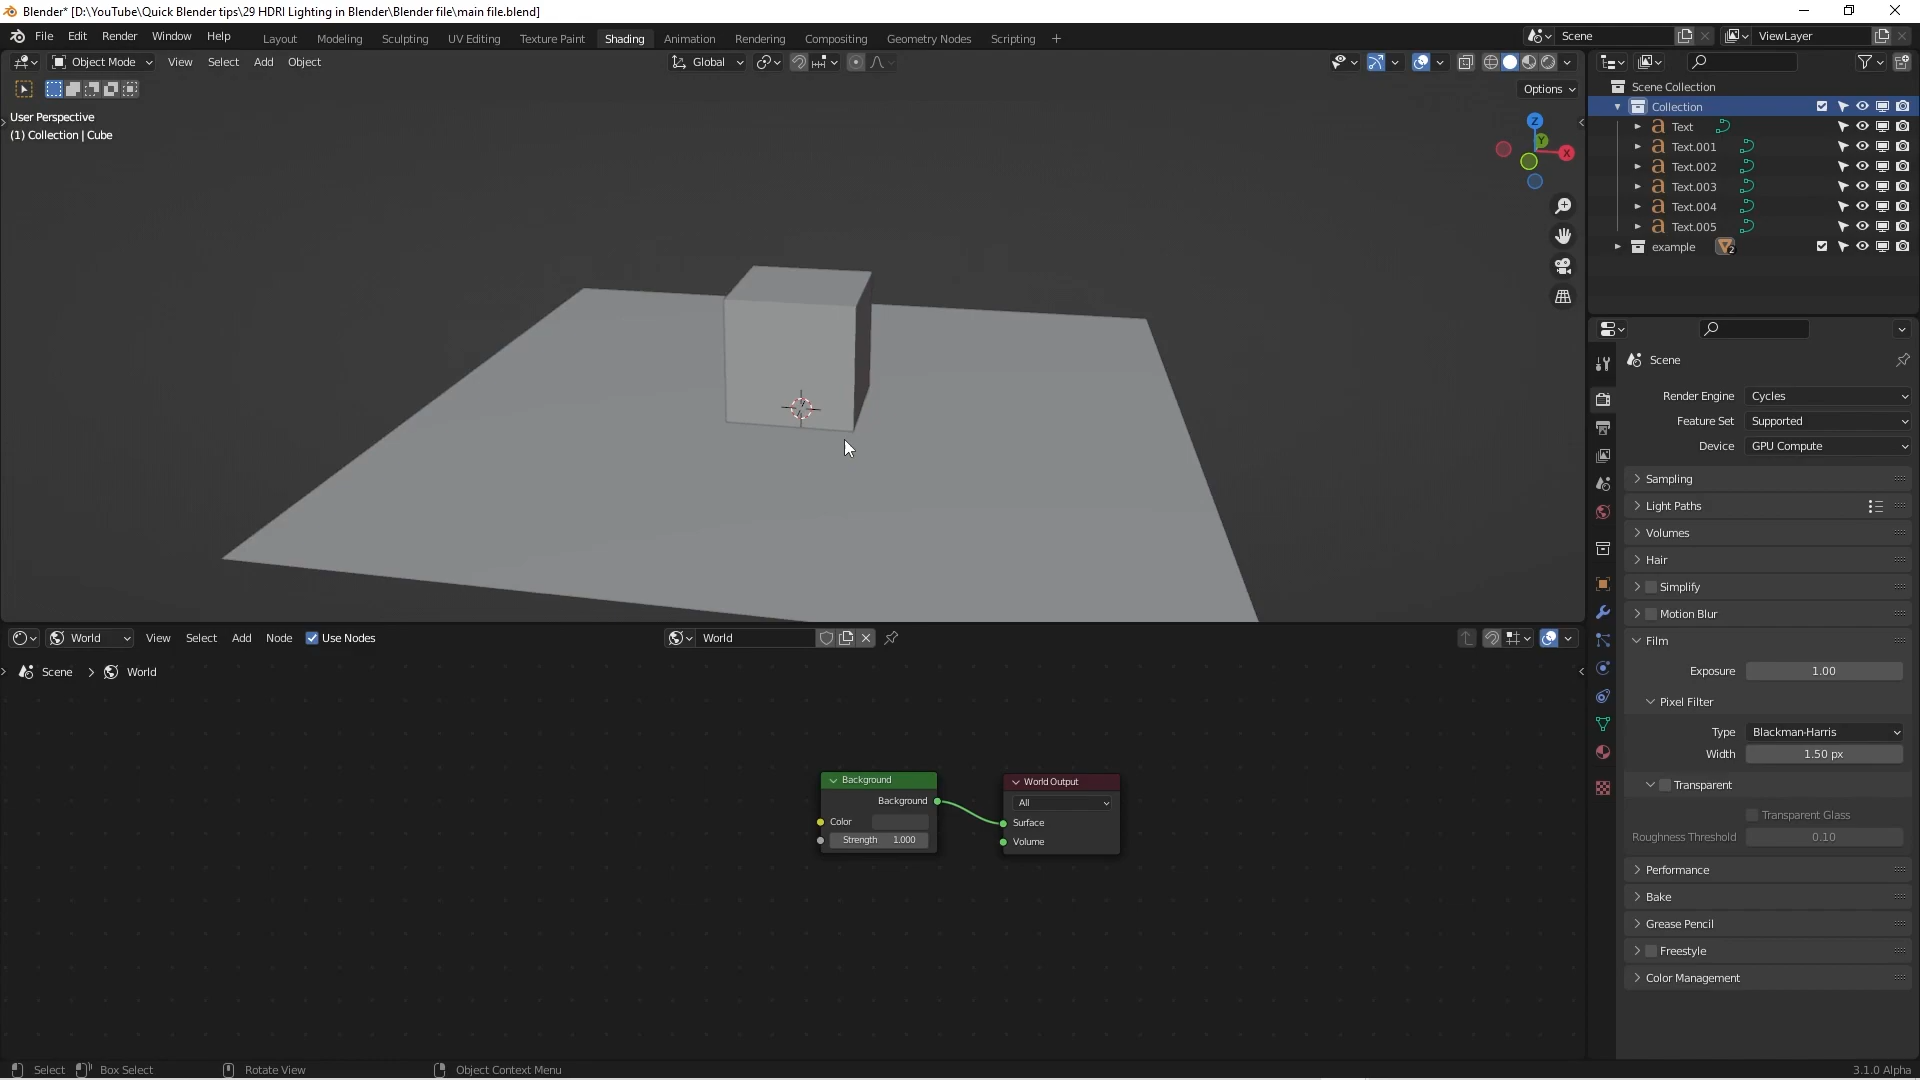 Blender* [D:\YouTube\Quick Blender tips\29 HDRI Lighting in Blender\Blender file\main file.blend]
File Edit Render Window Help
Layout Modeling Sculpting UV Editing Texture Paint Shading Animation Rendering Compositing Geometry Nodes Scripting +
Scene
ViewLayer
Object Mode View Select Add Object
Global
Options
User Perspective
(1) Collection | Cube
Z
Y
X
Scene Collection
Collection
Text
Text.001
Text.002
Text.003
Text.004
Text.005
example 2
Scene
Render Engine Cycles
Feature Set Supported
Device GPU Compute
Sampling
Light Paths
Volumes
Hair
Simplify
Motion Blur
Film
Exposure 1.00
Pixel Filter
Type Blackman-Harris
Width 1.50 px
Transparent
Transparent Glass
Roughness Threshold 0.10
Performance
Bake
Grease Pencil
Freestyle
Color Management
World View Select Add Node Use Nodes
World
Scene > World
Background
Background
Color
Strength 1.000
World Output
All
Surface
Volume
Select Box Select Rotate View Object Context Menu
3.1.0 Alpha